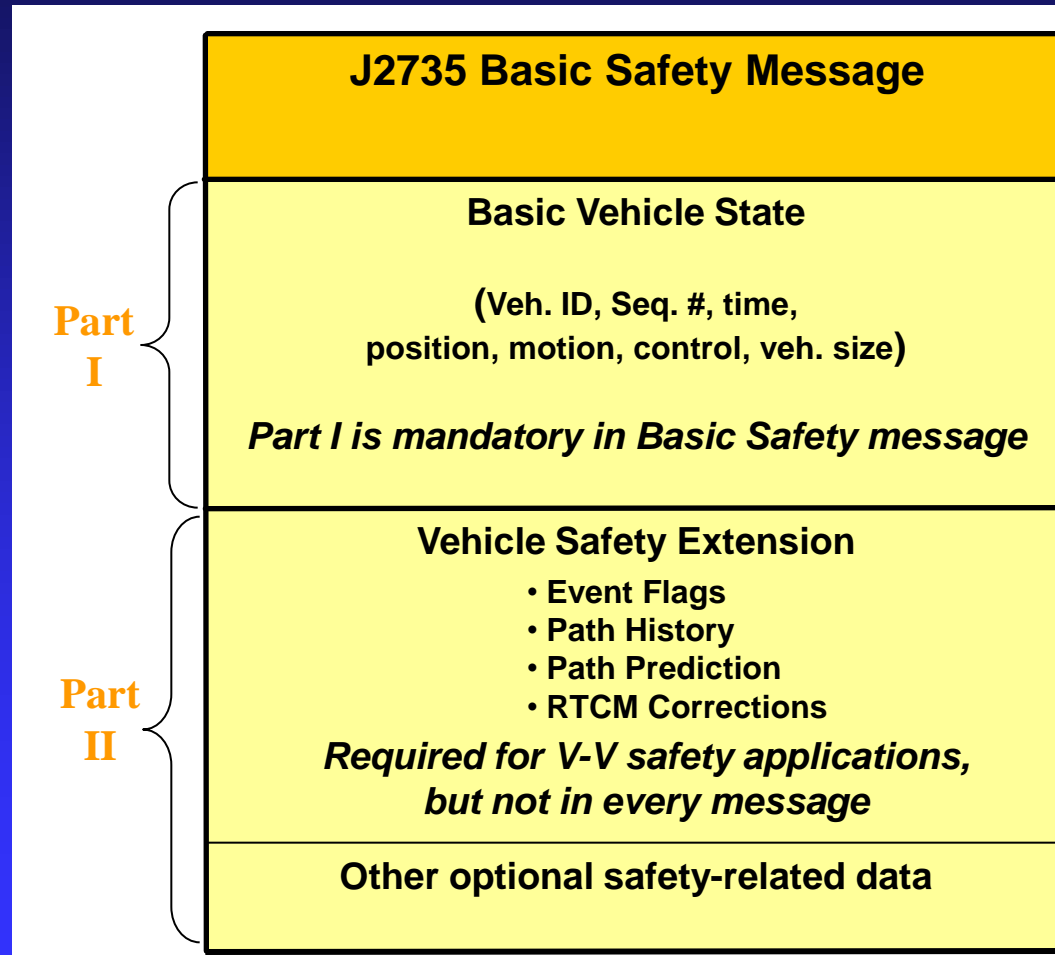 J2735 Basic Safety Message
Part
I
Basic Vehicle State
(Veh. ID, Seq. #, time,
position, motion, control, veh. size)
Part I is mandatory in Basic Safety message
Part
II
Vehicle Safety Extension
• Event Flags
• Path History
• Path Prediction
• RTCM Corrections
Required for V-V safety applications,
but not in every message
Other optional safety-related data